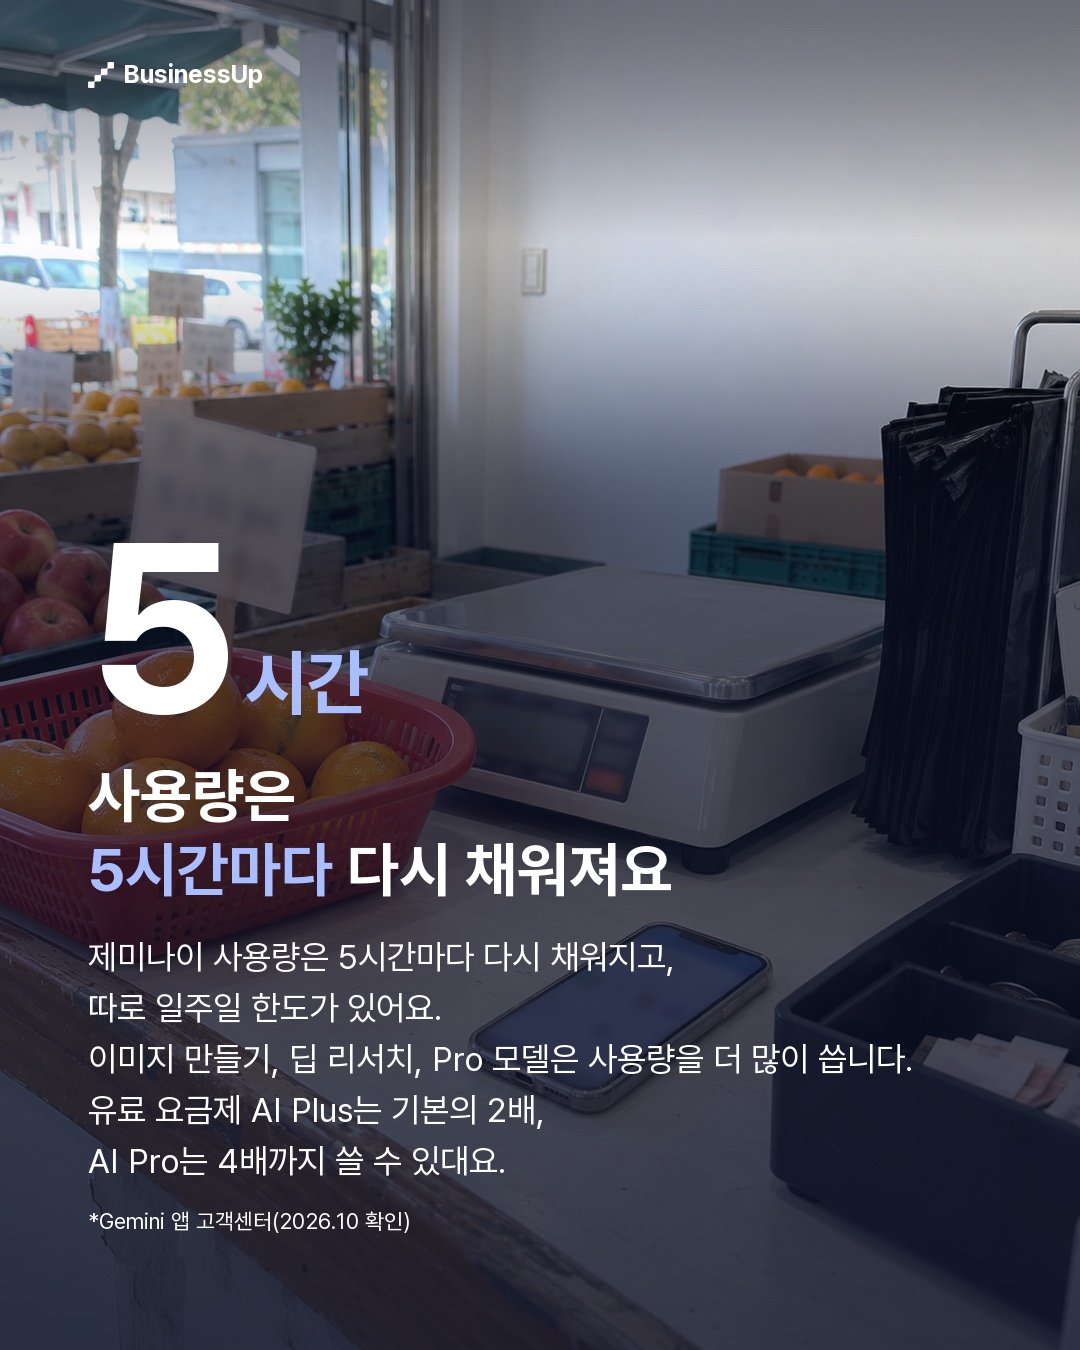 BusinessUp
5시간
사용량은
5시간마다 다시 채워져요
제미나이 사용량은 5시간마다 다시 채워지고,
따로 일주일 한도가 있어요.
이미지 만들기, 딥 리서치, Pro 모델은 사용량을 더 많이 씁니다.
유료 요금제 AI Plus는 기본의 2배,
AI Pro는 4배까지 쓸 수 있대요.
*Gemini 앱 고객센터(2026.10 확인)